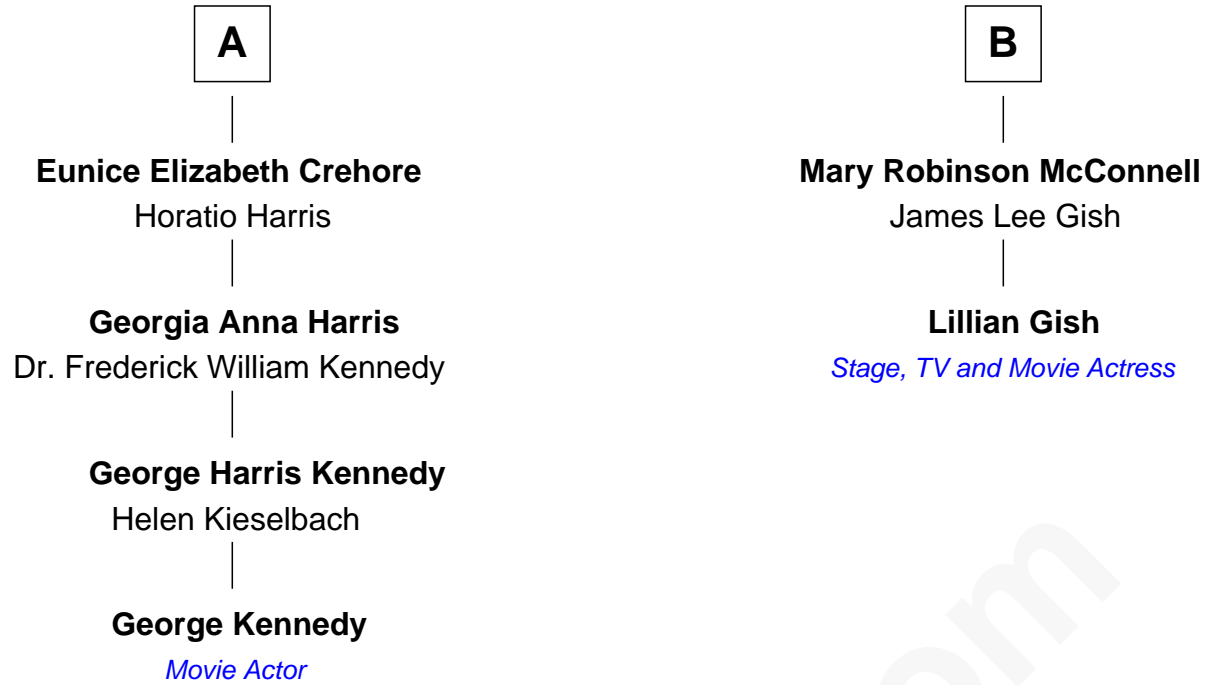 A
Eunice Elizabeth Crehore
Horatio Harris
Georgia Anna Harris
Dr. Frederick William Kennedy
George Harris Kennedy
Helen Kieselbach
George Kennedy
Movie Actor
B
Mary Robinson McConnell
James Lee Gish
Lillian Gish
Stage, TV and Movie Actress
om